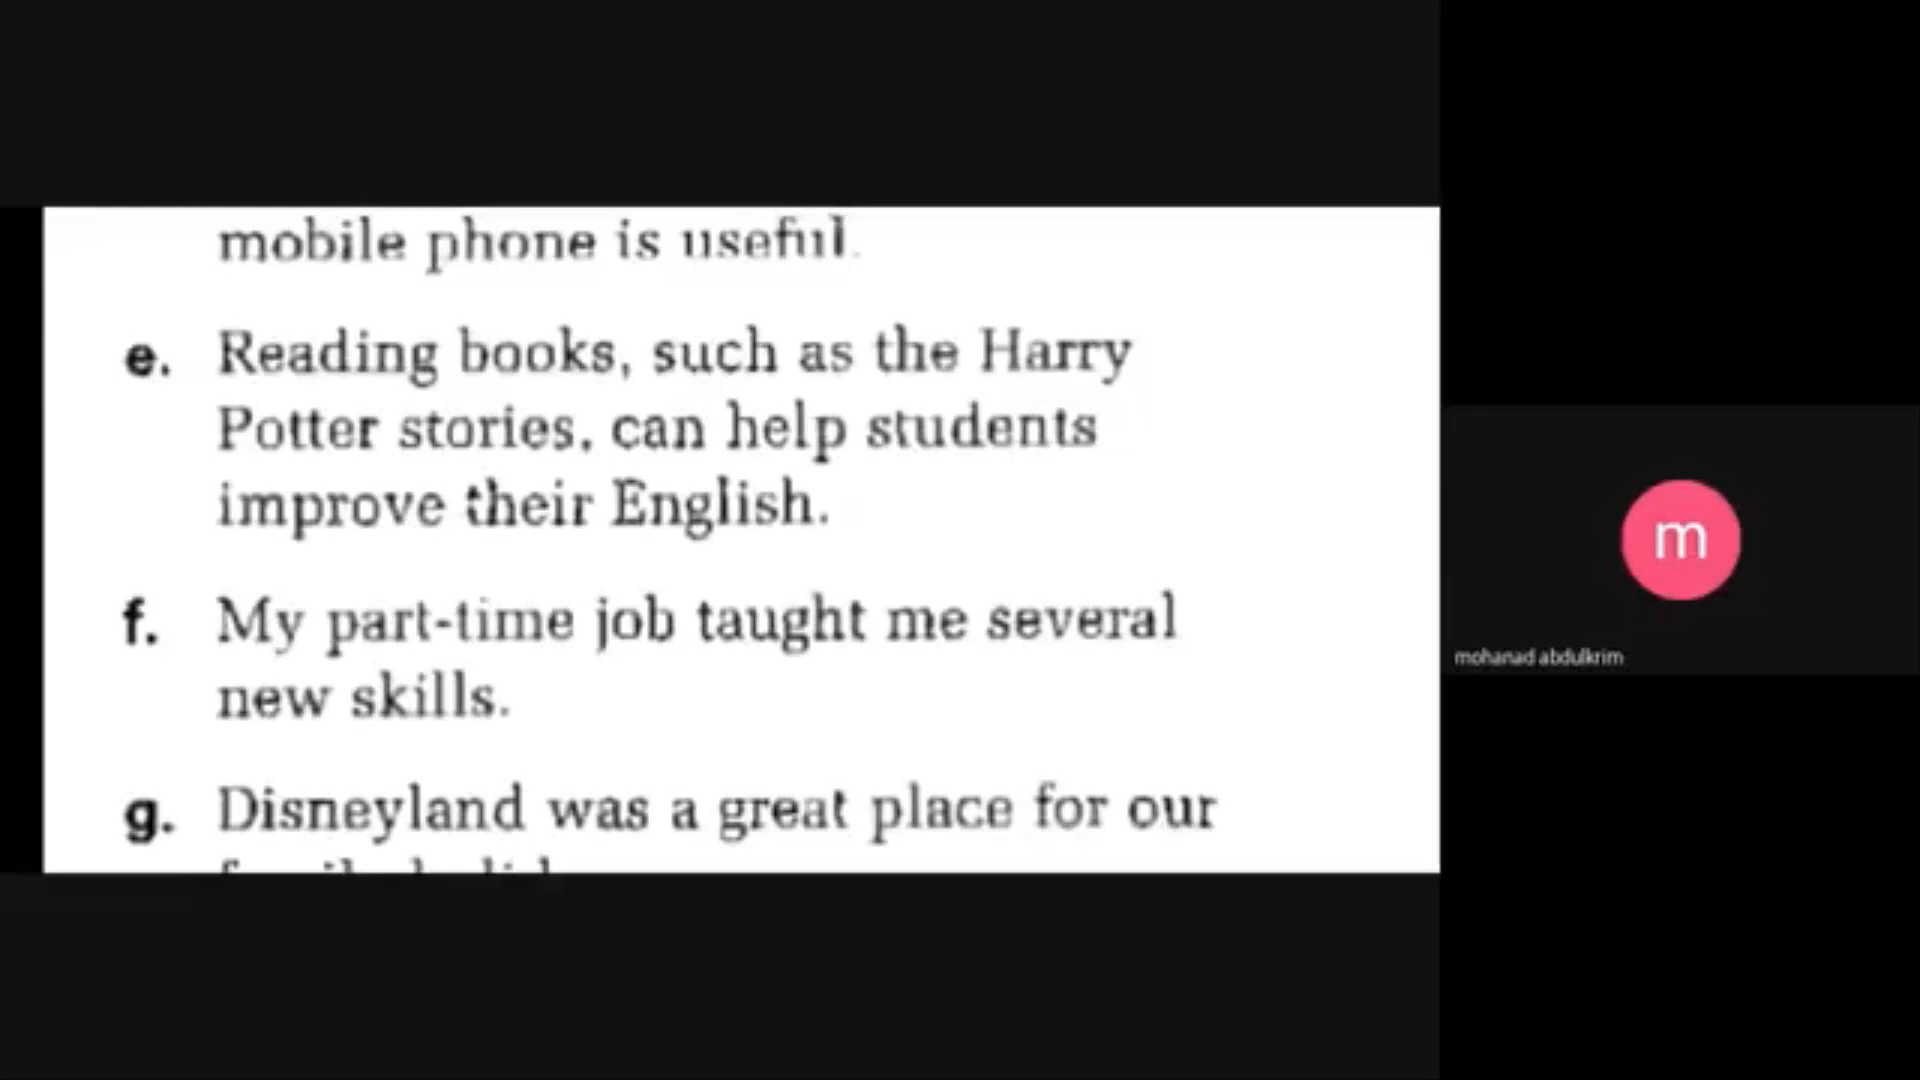 mobile phone is useful.
e. Reading books, such as the Harry
Potter stories, can help students
improve their English.
f. My part-time job taught me several
new skills.
g. Disneyland was a great place for our
m
mohanad abdulkrim